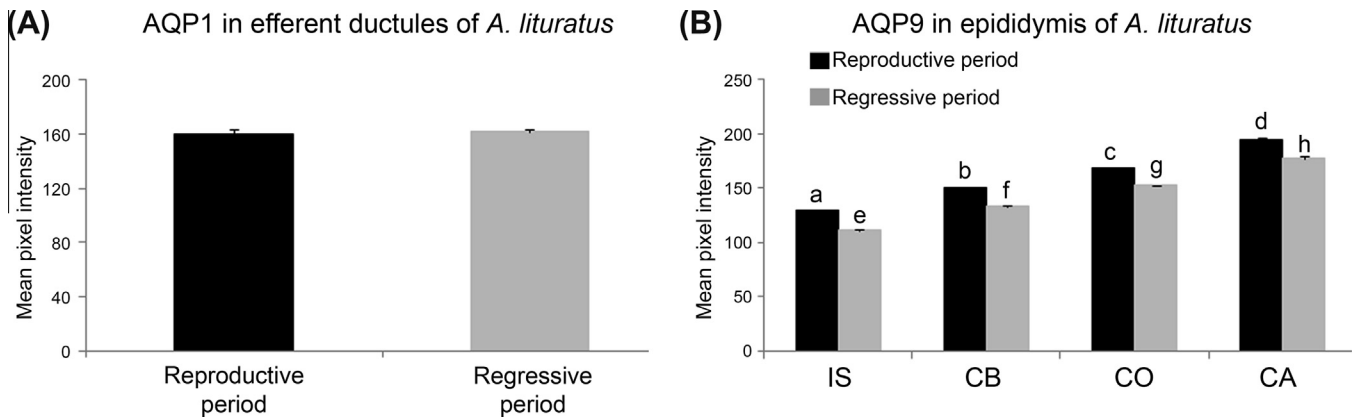 (A) AQP1 in efferent ductules of A. lituratus
Mean pixel intensity
200
160
120
80
40
0
Reproductive
period
Regressive
period
(B) AQP9 in epididymis of A. lituratus
Reproductive period
Regressive period
Mean pixel intensity
250
200
150
100
50
0
a
e
b
f
c
g
d
h
IS
CB
CO
CA